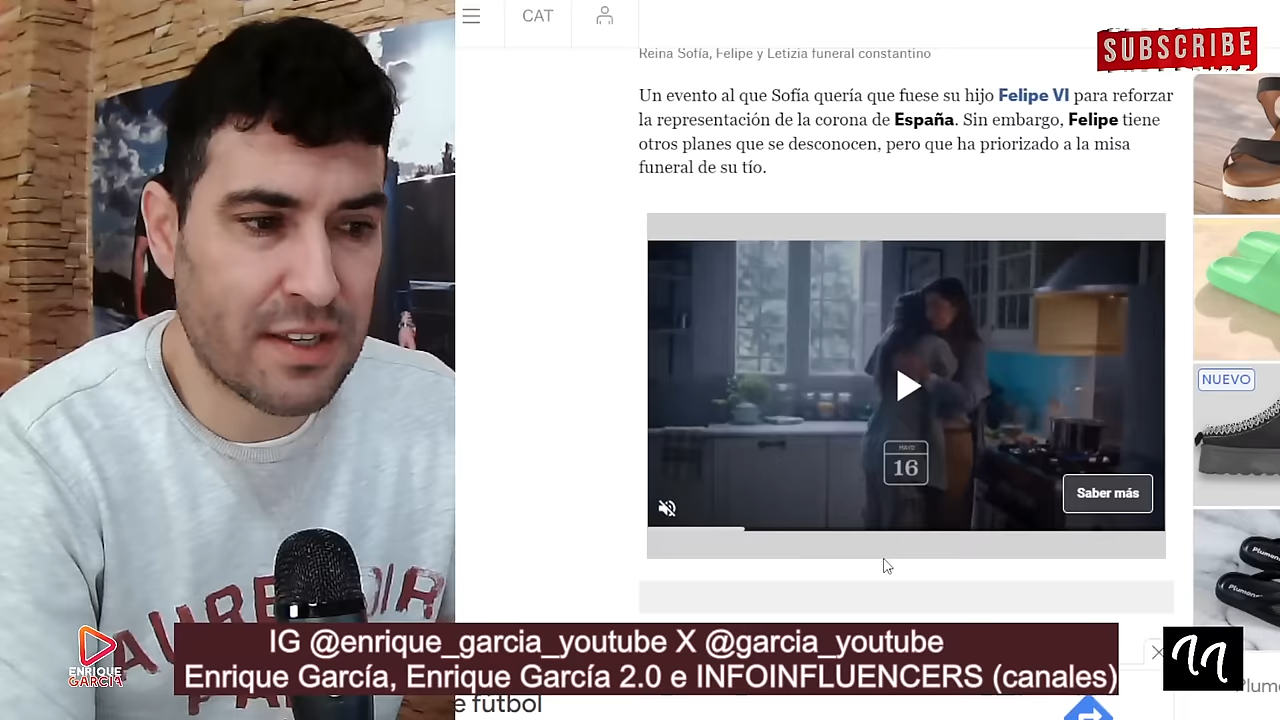 CAT
SUBSCRIBE
Reina Sofía, Felipe y Letizia funeral constantino
Un evento al que Sofía quería que fuese su hijo Felipe VI para reforzar
la representación de la corona de España. Sin embargo, Felipe tiene
otros planes que se desconocen, pero que ha priorizado a la misa
funeral de su tío.
NUEVO
MAYO
16
Saber más
IG @enrique_garcia_youtube X @garcia_youtube
Enrique García, Enrique García 2.0 e INFOINFLUENCERS (canales)
ENRIQUE
GARCÍA
e fútbol